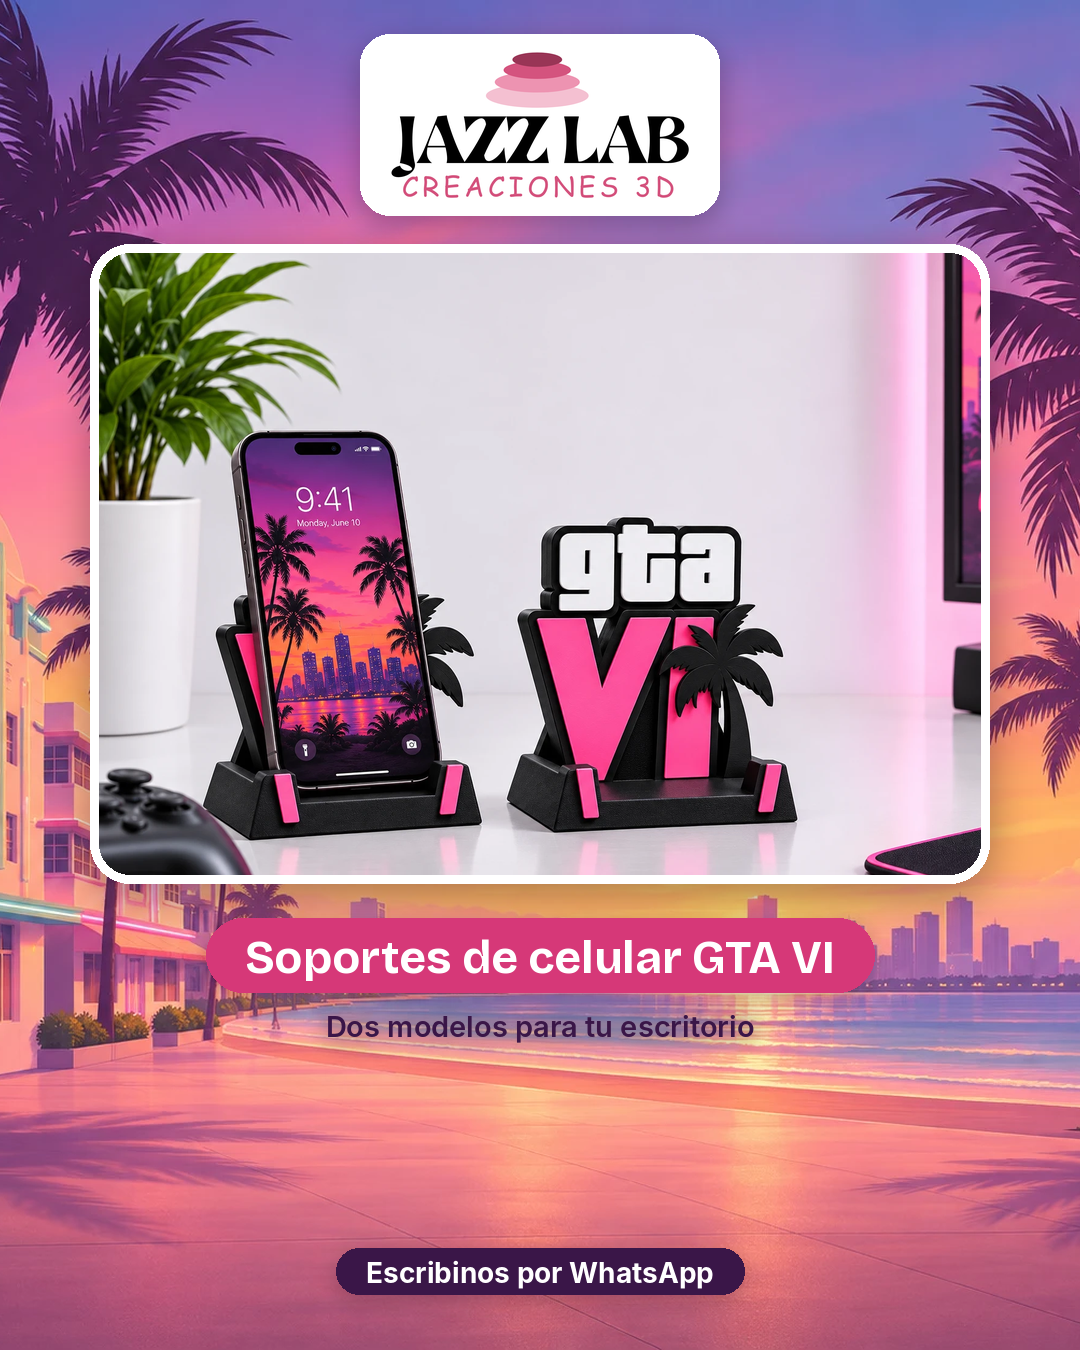 JAZZ LAB
CREACIONES 3D
9:41
Monday, June 10
gta
VI
Soportes de celular GTA VI
Dos modelos para tu escritorio
Escribinos por WhatsApp